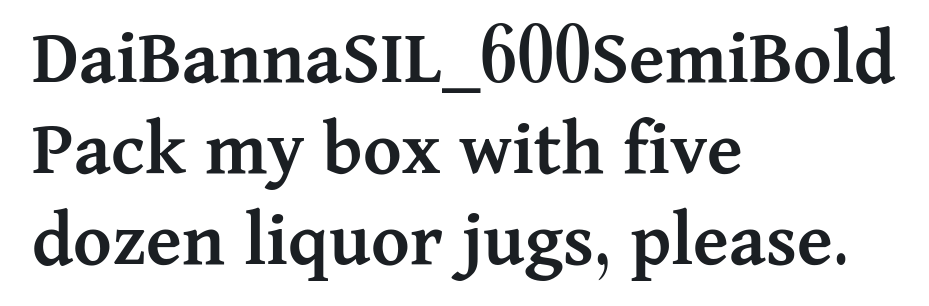 DaiBannaSIL_600SemiBold
Pack my box with five
dozen liquor jugs, please.